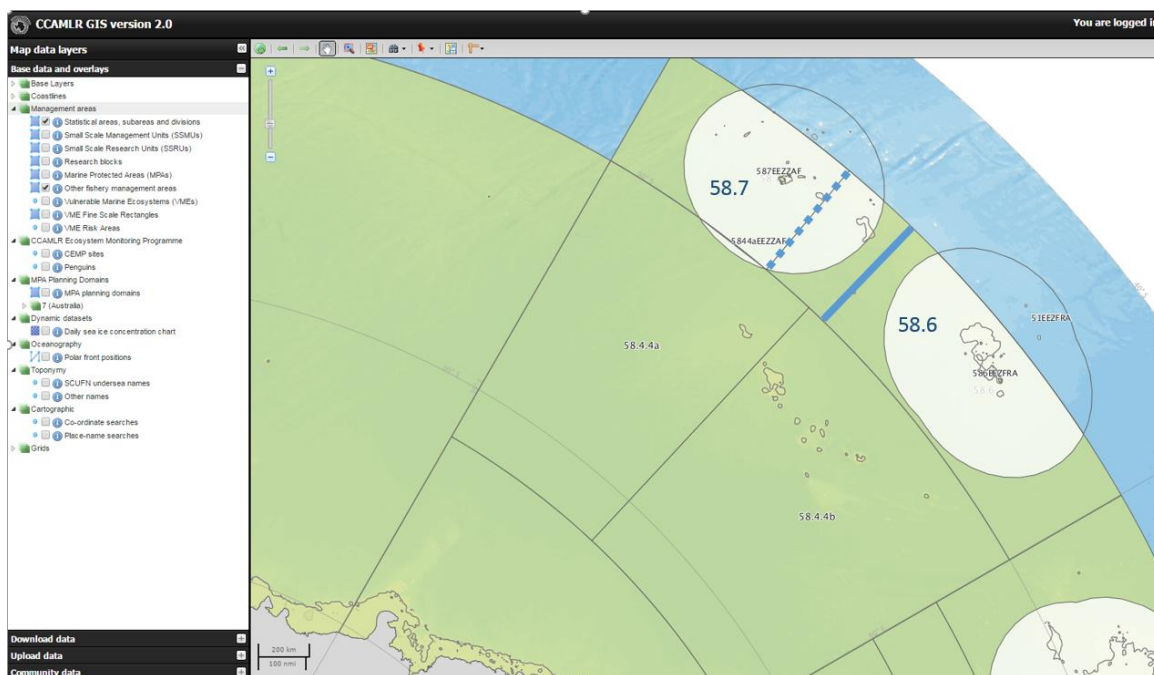 CCAMLR GIS version 2.0
You are logged i
Map data layers
Base data and overlays
Base Layers
Coastlines
Management areas
Statistical areas, subareas and divisions
Small Scale Management Units (SSMUs)
Small Scale Research Units (SSRUs)
Research blocks
Marine Protected Areas (MPAs)
Other fishery management areas
Vulnerable Marine Ecosystems (VMEs)
VME Fine Scale Rectangles
VME Risk Areas
CCAMLR Ecosystem Monitoring Programme
CEMP sites
Penguins
MPA Planning Domains
MPA planning domains
7 (Australia)
Dynamic datasets
Daily sea ice concentration chart
Oceanography
Polar front positions
Toponymy
SCUFN undersea names
Other names
Cartographic
Co-ordinate searches
Place-name searches
Grids
Download data
Upload data
Community data
587EEZZAF
58.7
5844aEEZZAF
58.6
51EEZFRA
58.4.4a
58.6
58.4.4b
200 km
100 nmi